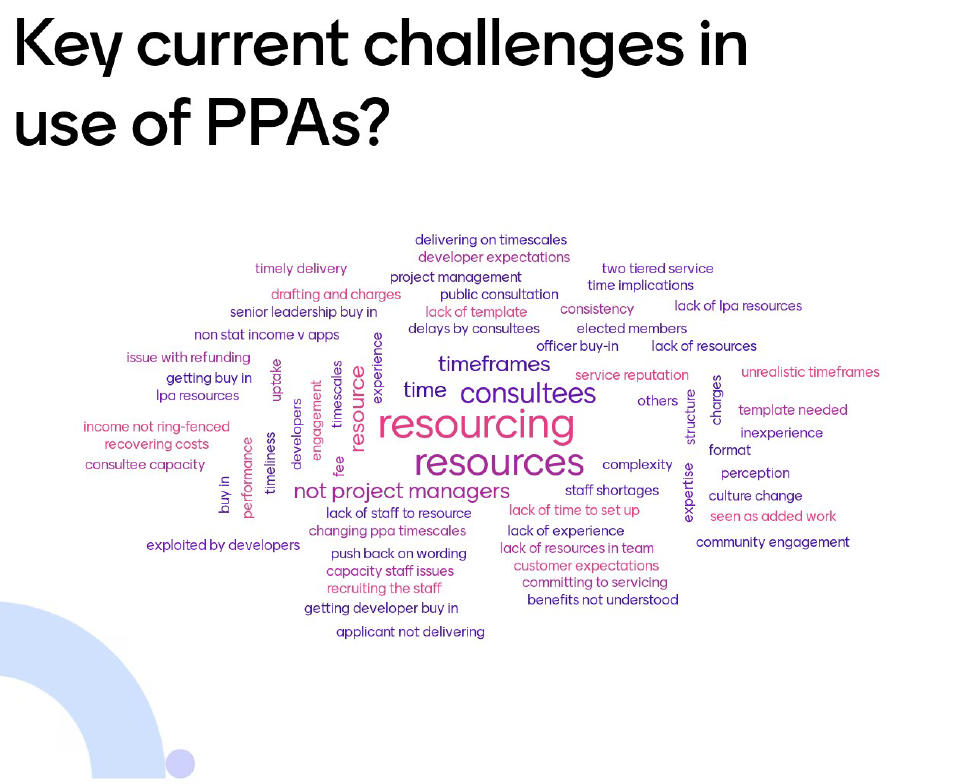 Key current challenges in
use of PPAs?
delivering on timescales
developer expectations
timely delivery
two tiered service
project management
time implications
drafting and charges
public consultation
lack of lpa resources
senior leadership buy in
lack of template
consistency
delays by consultees
elected members
non stat income v apps
officer buy-in
lack of resources
issue with refunding
timeframes
unrealistic timeframes
getting buy in
uptake
timescales
experience
service reputation
lpa resources
time
consultees
others
charges
template needed
developers
engagement
resource
structure
income not ring-fenced
resourcing
inexperience
recovering costs
format
consultee capacity
performance
timeliness
fee
resources
complexity
perception
buy in
not project managers
staff shortages
expertise
culture change
lack of staff to resource
lack of time to set up
seen as added work
changing ppa timescales
lack of experience
exploited by developers
community engagement
push back on wording
lack of resources in team
capacity staff issues
customer expectations
recruiting the staff
committing to servicing
getting developer buy in
benefits not understood
applicant not delivering